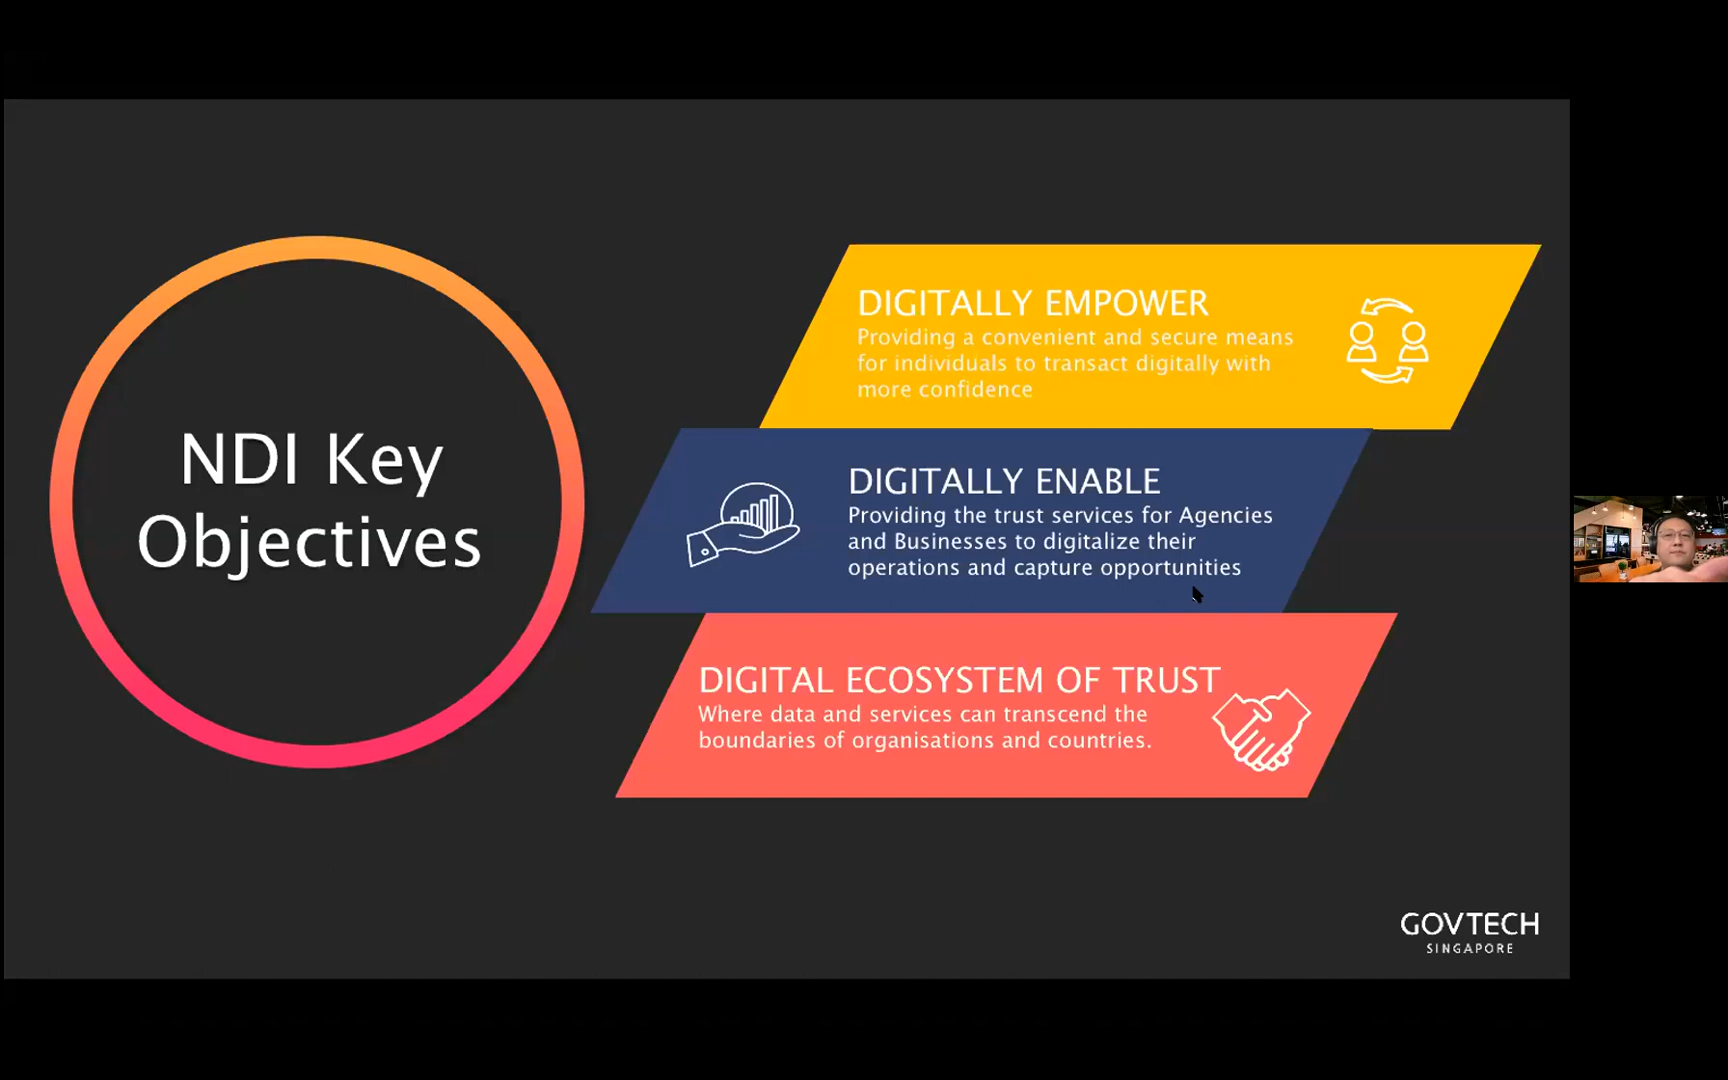 NDI Key
Objectives
DIGITALLY EMPOWER
Providing a convenient and secure means
for individuals to transact digitally with
more confidence
DIGITALLY ENABLE
Providing the trust services for Agencies
and Businesses to digitalize their
operations and capture opportunities
DIGITAL ECOSYSTEM OF TRUST
Where data and services can transcend the
boundaries of organisations and countries.
GOVTECH
SINGAPORE